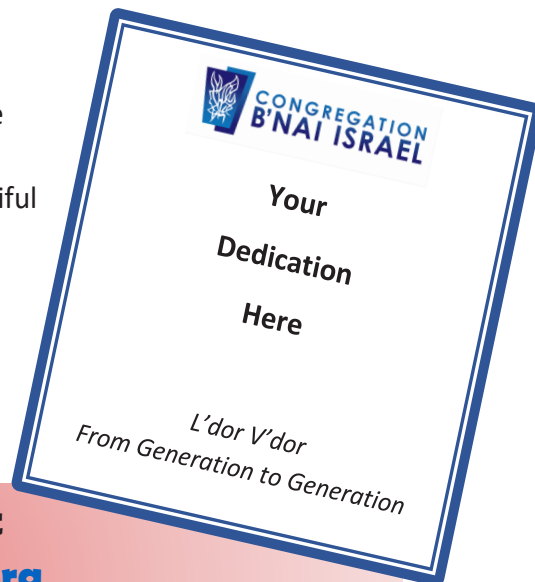 CONGREGATION
B'NAI ISRAEL
Your
Dedication
Here
L'dor V'dor
From Generation to Generation